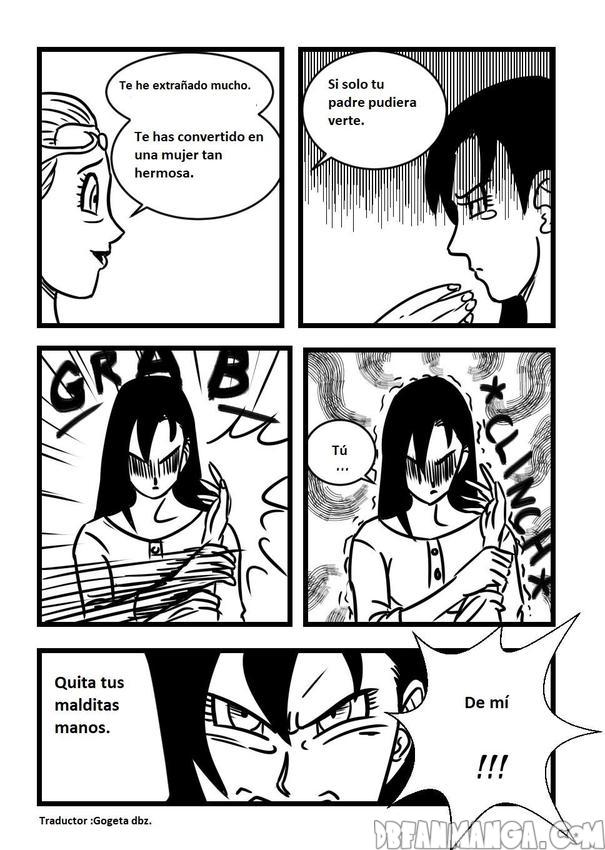 Te he extrañado mucho.
Te has convertido en
una mujer tan
hermosa.
Si solo tu
padre pudiera
verte.
GRAB
Tú
...
*CLINCH*
Quita tus
malditas
manos.
De mí
!!!
Traductor :Gogeta dbz.
DBFANMANGA.COM